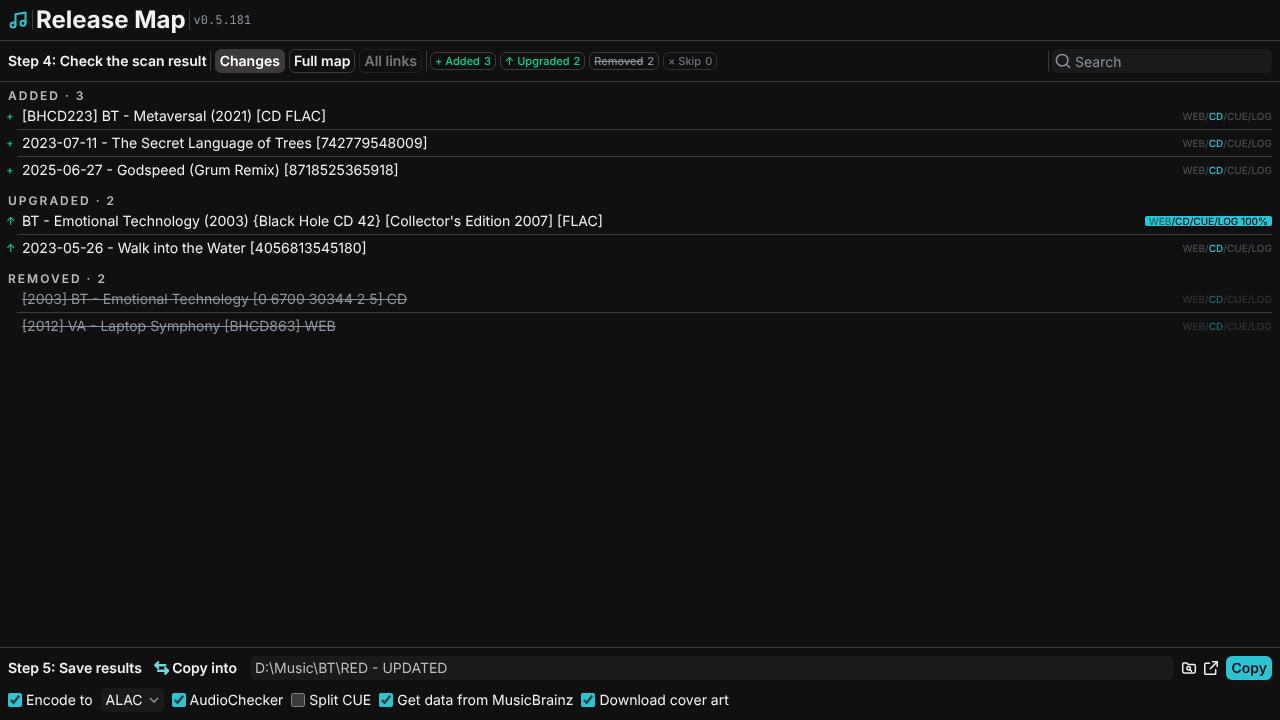 Release Map v0.5.181
Step 4: Check the scan result Changes Full map All links + Added 3 ↑ Upgraded 2 Removed 2 × Skip 0 Search
ADDED · 3
+ [BHCD223] BT - Metaversal (2021) [CD FLAC] WEB/CD/CUE/LOG
+ 2023-07-11 - The Secret Language of Trees [742779548009] WEB/CD/CUE/LOG
+ 2025-06-27 - Godspeed (Grum Remix) [8718525365918] WEB/CD/CUE/LOG
UPGRADED · 2
↑ BT - Emotional Technology (2003) {Black Hole CD 42} [Collector's Edition 2007] [FLAC] WEB/CD/CUE/LOG 100%
↑ 2023-05-26 - Walk into the Water [4056813545180] WEB/CD/CUE/LOG
REMOVED · 2
[2003] BT - Emotional Technology [0 6700 30344 2 5] CD WEB/CD/CUE/LOG
[2012] VA - Laptop Symphony [BHCD863] WEB WEB/CD/CUE/LOG
Step 5: Save results Copy into D:\Music\BT\RED - UPDATED Copy
Encode to ALAC AudioChecker Split CUE Get data from MusicBrainz Download cover art